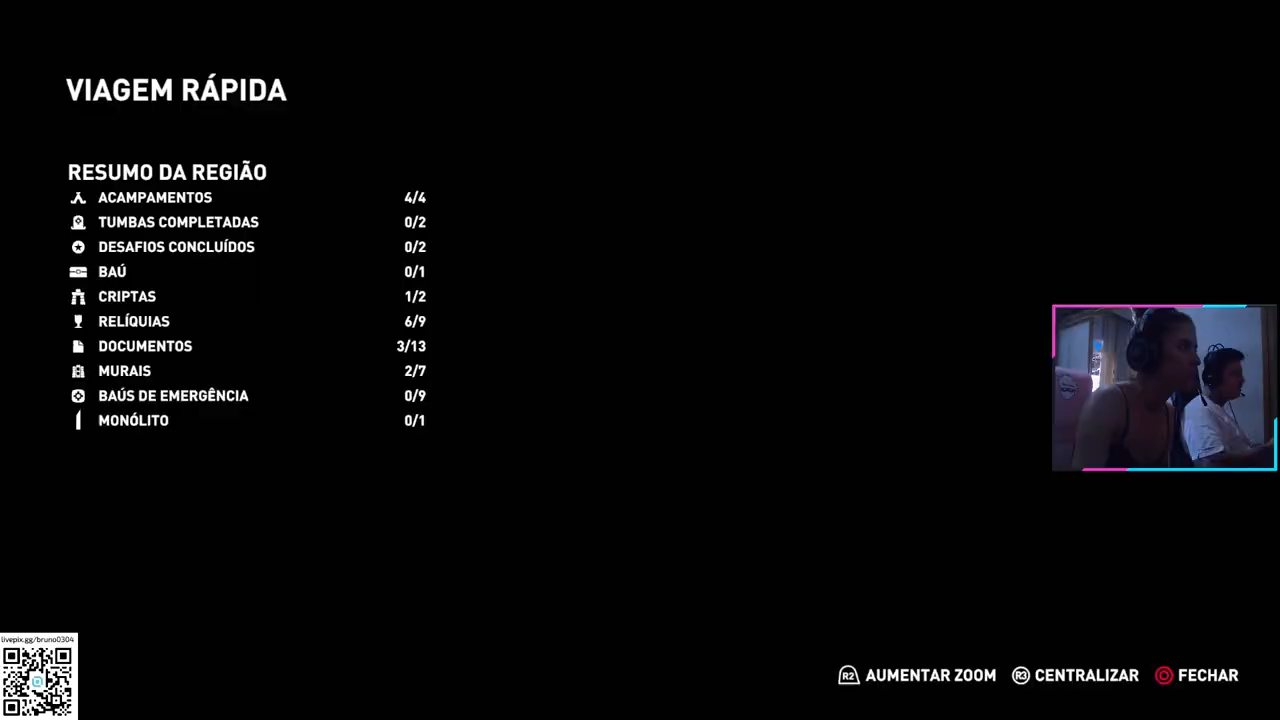 VIAGEM RÁPIDA
RESUMO DA REGIÃO
ACAMPAMENTOS 4/4
TUMBAS COMPLETADAS 0/2
DESAFIOS CONCLUÍDOS 0/2
BAÚ 0/1
CRIPTAS 1/2
RELÍQUIAS 6/9
DOCUMENTOS 3/13
MURAIS 2/7
BAÚS DE EMERGÊNCIA 0/9
MONÓLITO 0/1
livepix.gg/bruno0304
R2 AUMENTAR ZOOM R3 CENTRALIZAR FECHAR